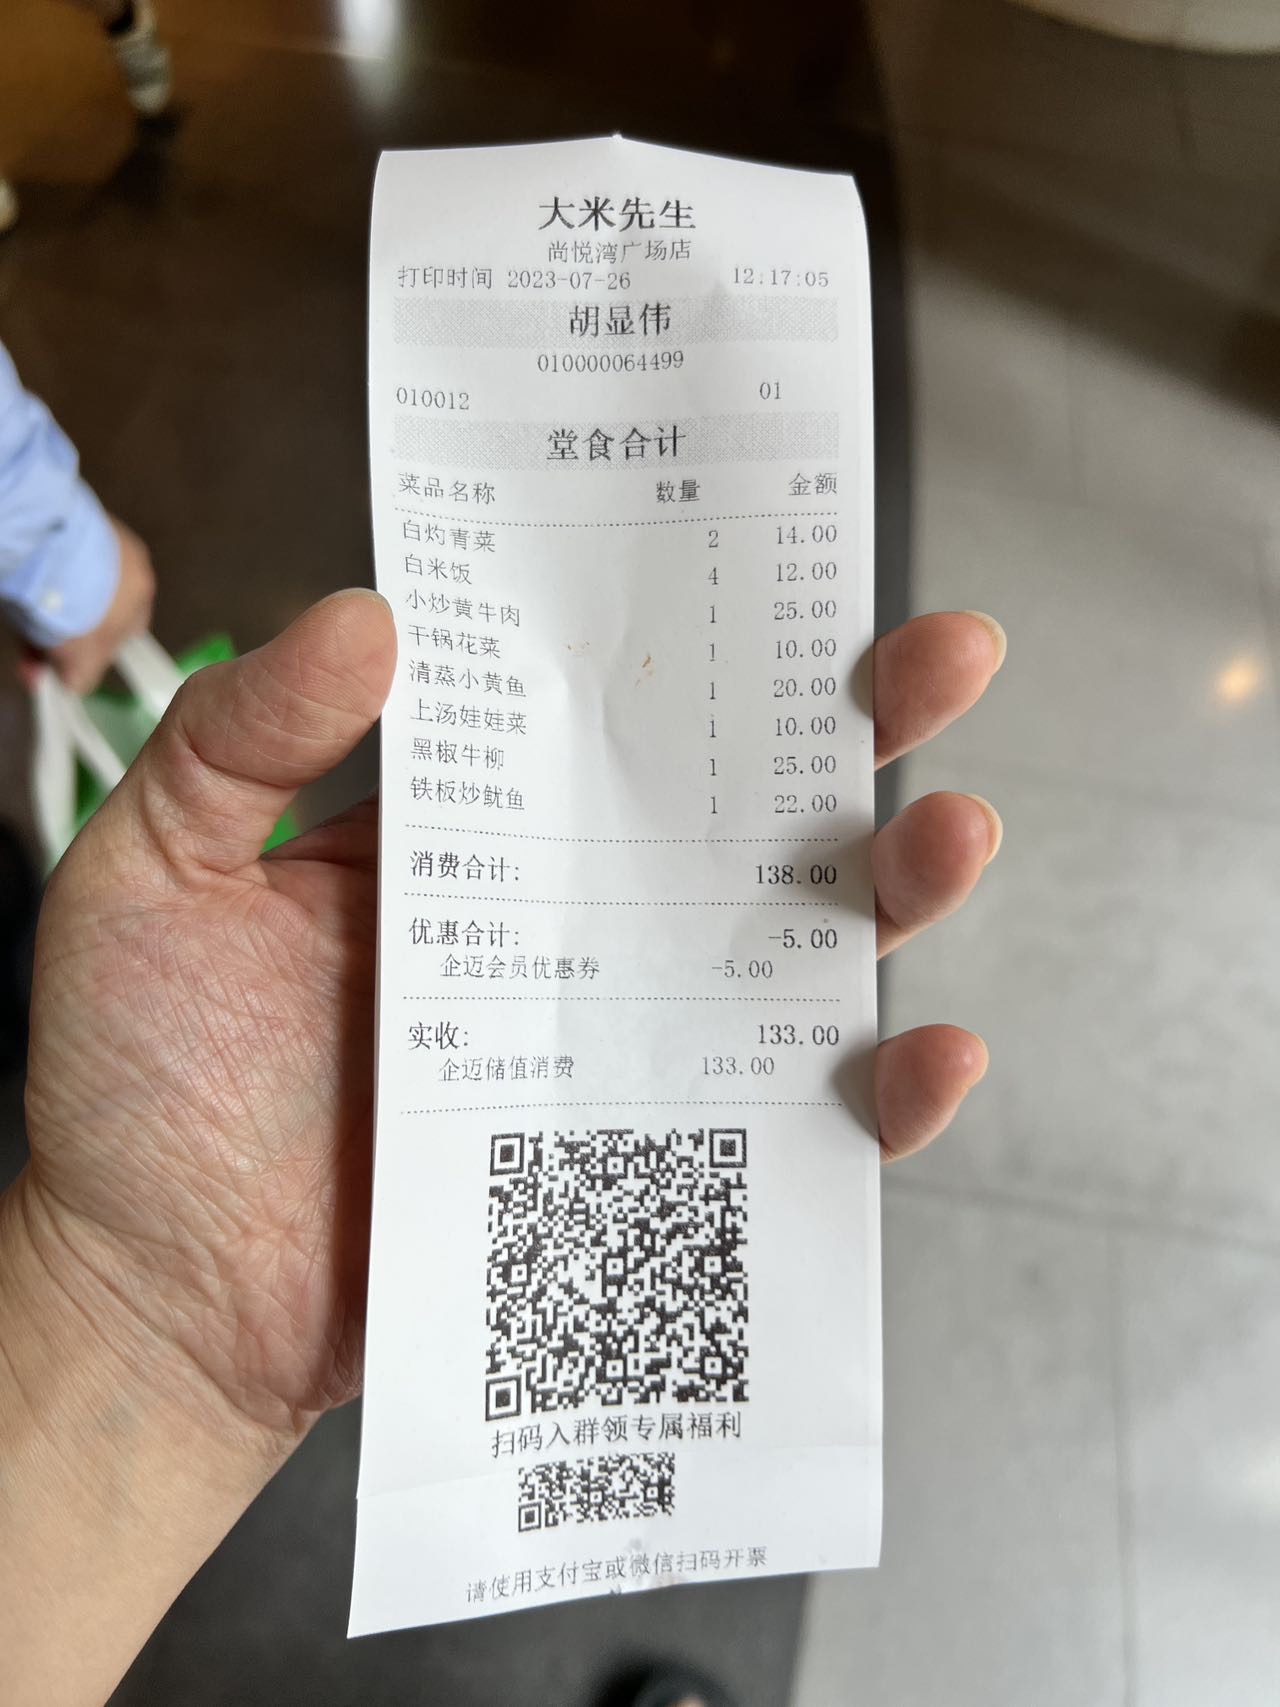 大米先生
尚悦湾广场店
打印时间 2023-07-26 12:17:05
胡显伟
010000064499
010012 01
堂食合计
菜品名称 数量 金额
白灼青菜 2 14.00
白米饭 4 12.00
小炒黄牛肉 1 25.00
干锅花菜 1 10.00
清蒸小黄鱼 1 20.00
上汤娃娃菜 1 10.00
黑椒牛柳 1 25.00
铁板炒鱿鱼 1 22.00
消费合计: 138.00
优惠合计: -5.00
企迈会员优惠券 -5.00
实收: 133.00
企迈储值消费 133.00
扫码入群领专属福利
请使用支付宝或微信扫码开票